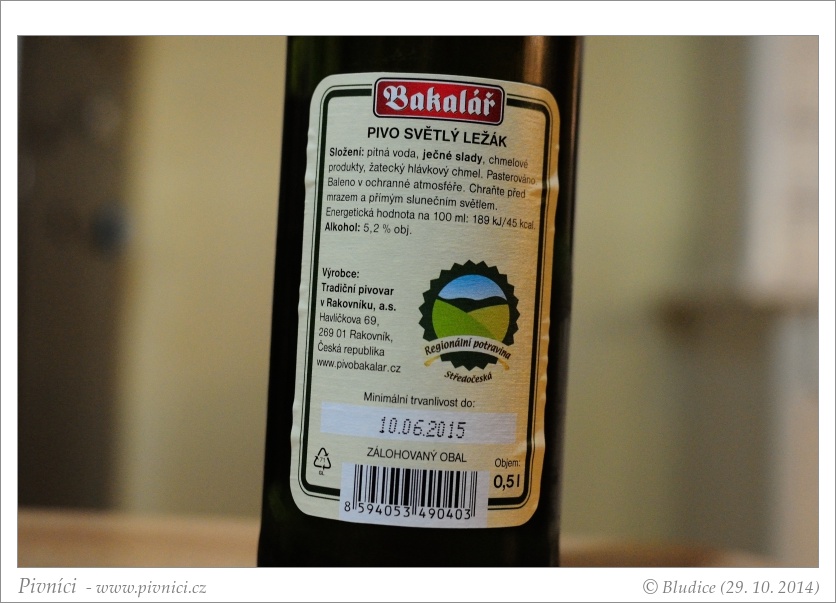 Bakalář
PIVO SVĚTLÝ LEŽÁK
Složení: pitná voda, ječné slady, chmelové
produkty, žatecký hlávkový chmel. Pasterováno
Baleno v ochranné atmosféře. Chraňte před
mrazem a přímým slunečním světlem.
Energetická hodnota na 100 ml: 189 kJ/45 kcal.
Alkohol: 5,2 % obj.
Výrobce:
Tradiční pivovar
v Rakovníku, a.s.
Havlíčkova 69,
269 01 Rakovník,
Česká republika
www.pivobakalar.cz
Regionální potravina
Středočeská
Minimální trvanlivost do:
10.06.2015
ZÁLOHOVANÝ OBAL
Objem:
0,5 l
8 594053 490403
Pivníci - www.pivnici.cz
© Bludice (29. 10. 2014)